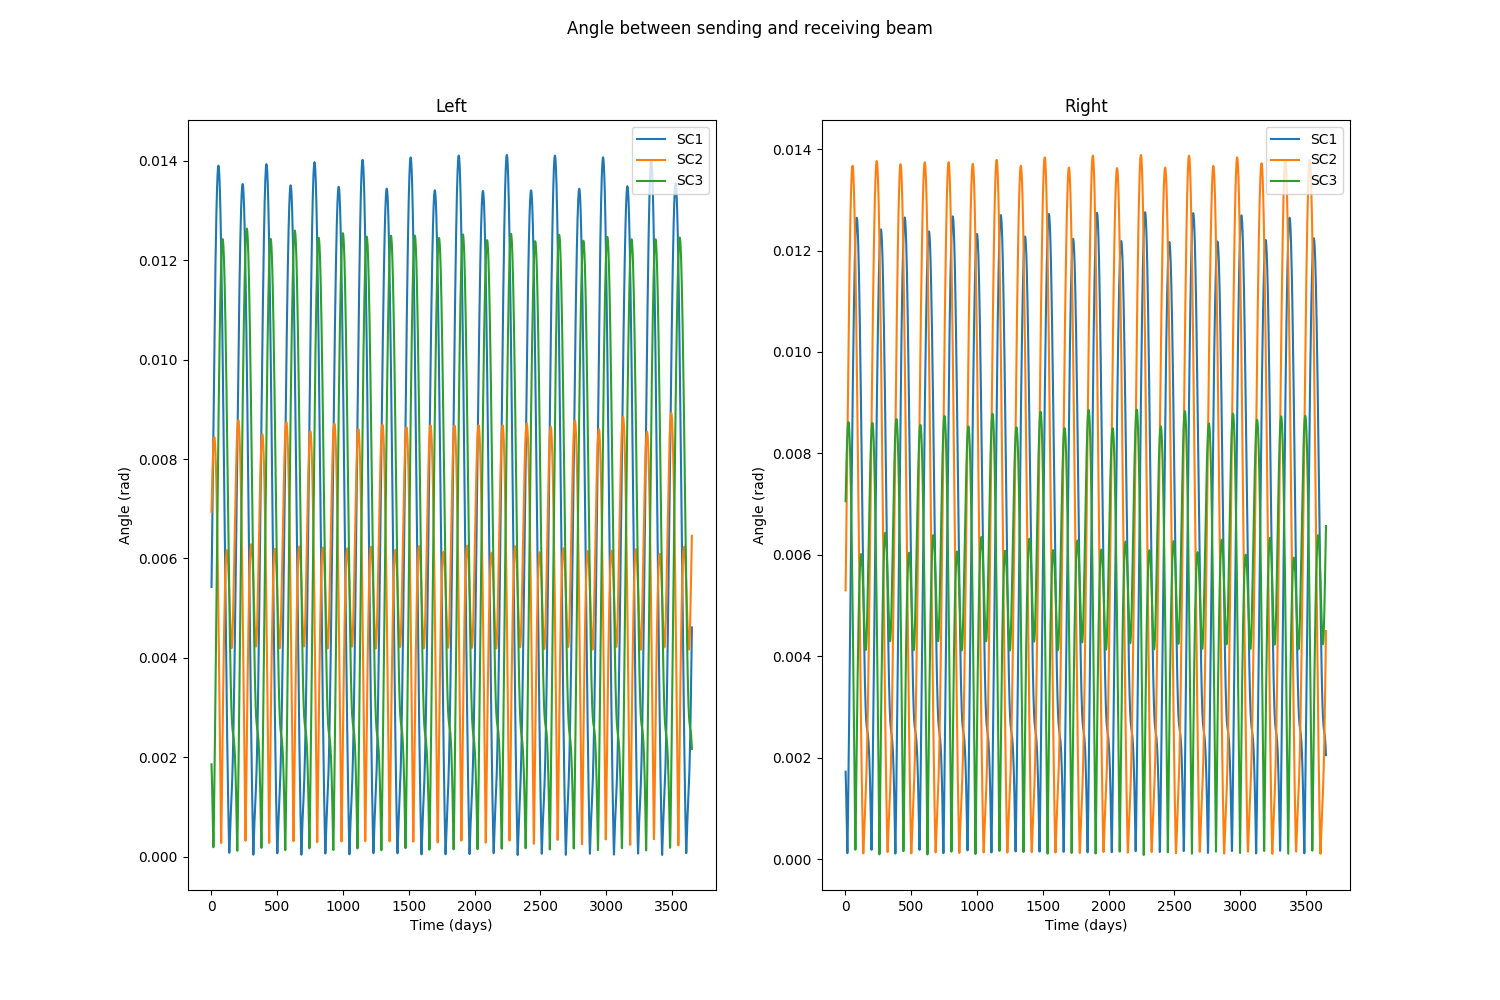 Angle between sending and receiving beam
Left
SC1
SC2
SC3
0.014
0.012
0.010
0.008
0.006
0.004
0.002
0.000
Angle (rad)
0 500 1000 1500 2000 2500 3000 3500
Time (days)
Right
SC1
SC2
SC3
0.014
0.012
0.010
0.008
0.006
0.004
0.002
0.000
Angle (rad)
0 500 1000 1500 2000 2500 3000 3500
Time (days)